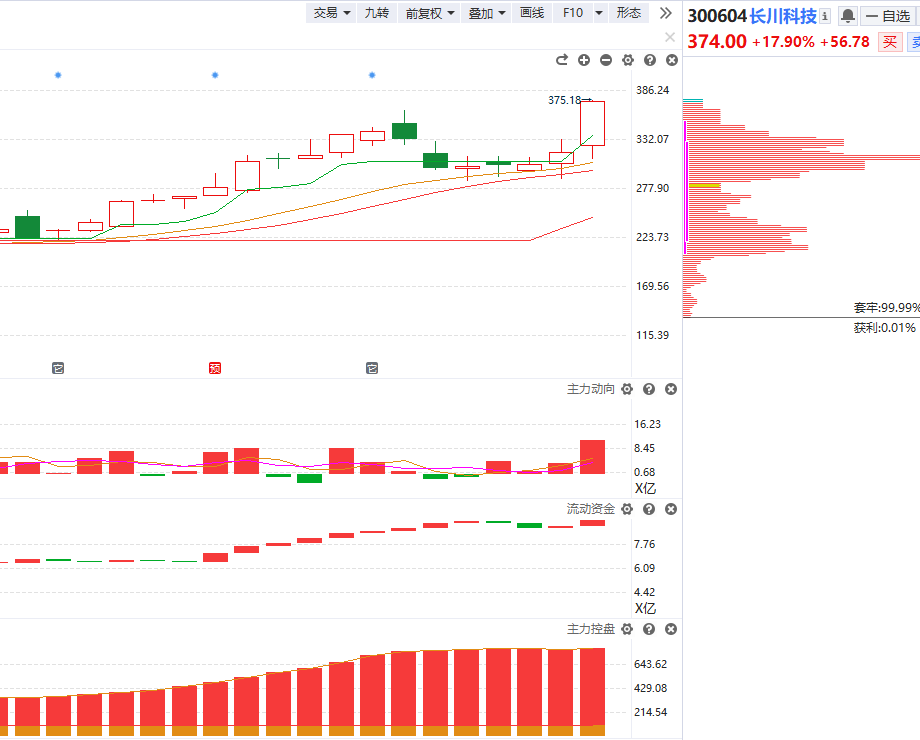 交易 九转 前复权 叠加 画线 F10 形态
300604 长川科技 i 自选
374.00 +17.90% +56.78 买
386.24
375.18
332.07
277.90
223.73
169.56
115.39
套牢:99.99%
获利:0.01%
预
主力动向
16.23
8.45
0.68
X亿
流动资金
7.76
6.09
4.42
X亿
主力控盘
643.62
429.08
214.54